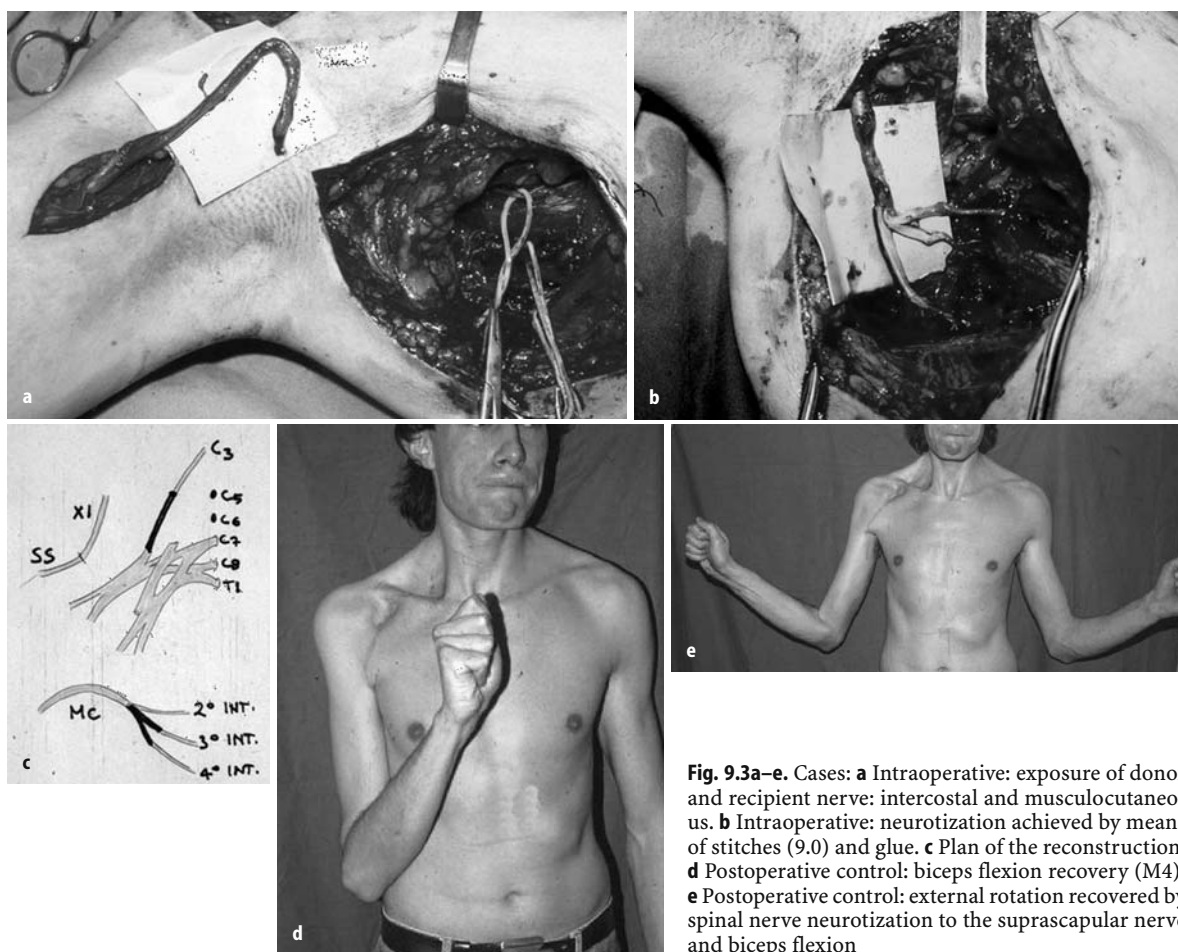 a
b
C3
XI
C5
C6
SS
C7
C8
T1
MC
2° INT.
3° INT.
4° INT.
c
d
e
Fig. 9.3a–e. Cases: a Intraoperative: exposure of dono
and recipient nerve: intercostal and musculocutaneo
us. b Intraoperative: neurotization achieved by mean
of stitches (9.0) and glue. c Plan of the reconstruction
d Postoperative control: biceps flexion recovery (M4)
e Postoperative control: external rotation recovered by
spinal nerve neurotization to the suprascapular nerve
and biceps flexion